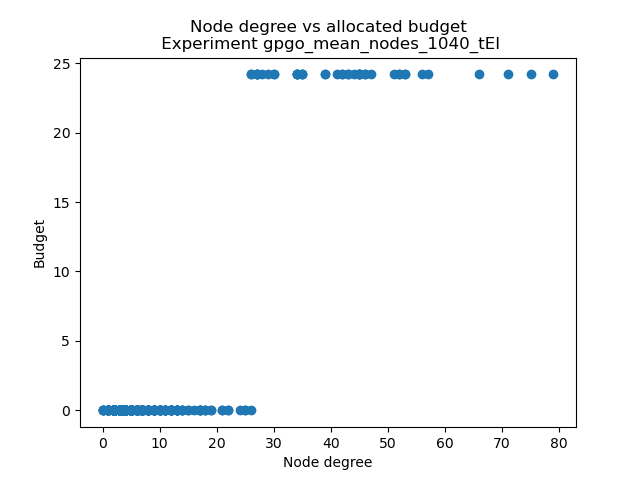 Node degree vs allocated budget
Experiment gpgo_mean_nodes_1040_tEI
25
20
15
10
5
0
Budget
0 10 20 30 40 50 60 70 80
Node degree